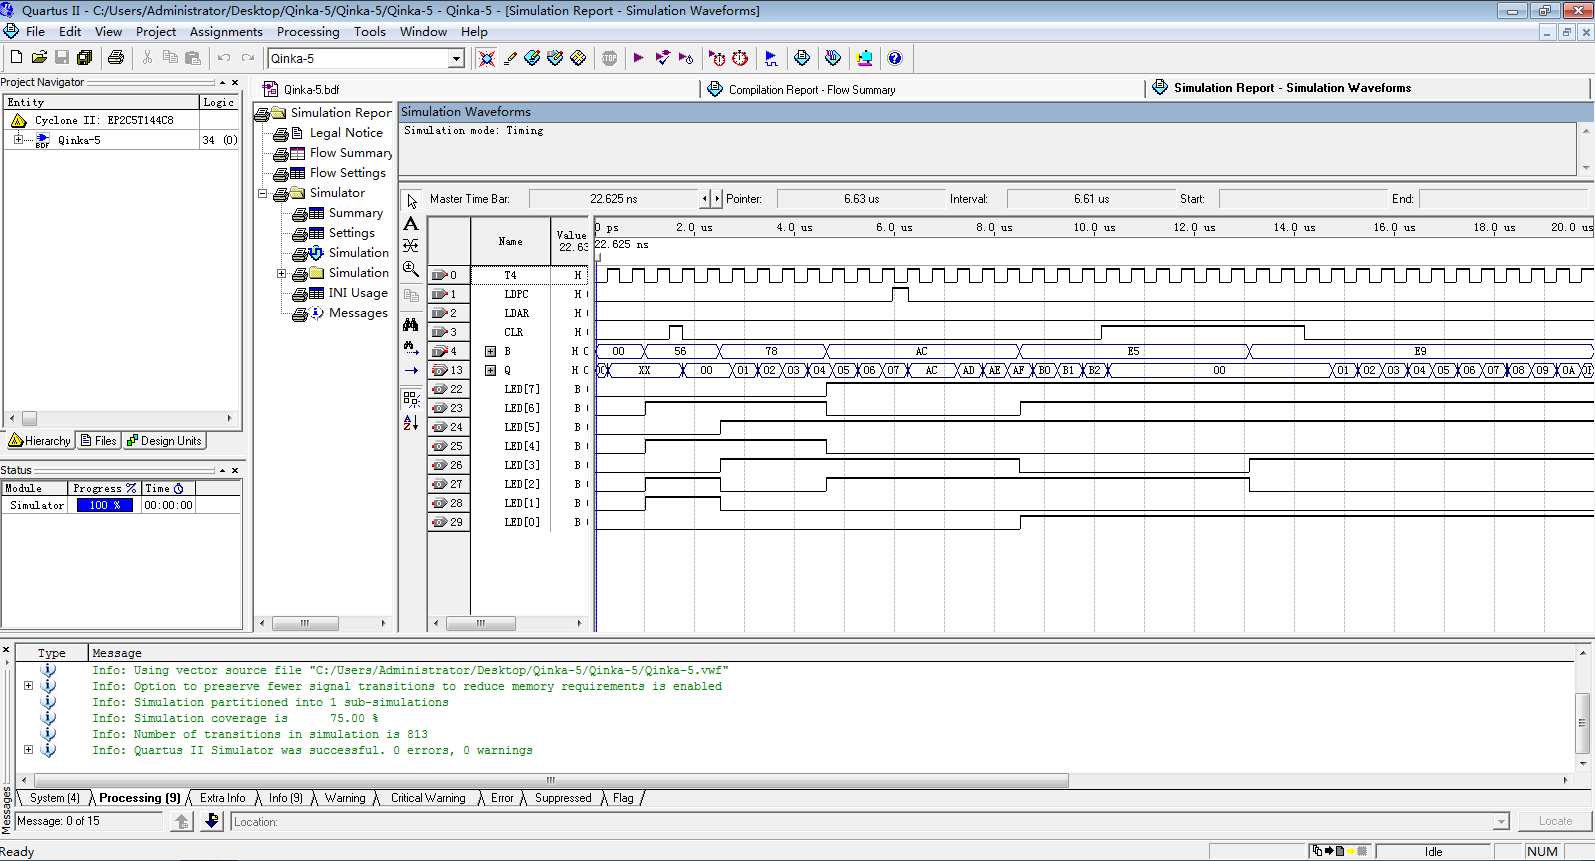 Quartus II - C:/Users/Administrator/Desktop/Qinka-5/Qinka-5/Qinka-5 - Qinka-5 - [Simulation Report - Simulation Waveforms]
File Edit View Project Assignments Processing Tools Window Help
Qinka-5
STOP
Project Navigator
Entity Logic
Cyclone II: EP2C5T144C8
Qinka-5 34 (0)
BDF
Hierarchy Files Design Units
Status
Module Progress % Time
Simulator 100 % 00:00:00
Qinka-5.bdf
Compilation Report - Flow Summary
Simulation Report - Simulation Waveforms
Simulation Repor
Legal Notice
Flow Summary
Flow Settings
Simulator
Summary
Settings
Simulation
Simulation
INI Usage
Messages
Simulation Waveforms
Simulation mode: Timing
Master Time Bar: 22.625 ns Pointer: 6.63 us Interval: 6.61 us Start: End:
Name Value 22.63
0 ps 2.0 us 4.0 us 6.0 us 8.0 us 10.0 us 12.0 us 14.0 us 16.0 us 18.0 us 20.0 us
22.625 ns
0 T4 H
1 LDPC H
2 LDAR H
3 CLR H
4 B H 00 56 78 AC E5 E9
13 Q H XX 00 01 02 03 04 05 06 07 AC AD AE AF B0 B1 B2 00 01 02 03 04 05 06 07 08 09 0A
22 LED[7] B
23 LED[6] B
24 LED[5] B
25 LED[4] B
26 LED[3] B
27 LED[2] B
28 LED[1] B
29 LED[0] B
Type Message
Info: Using vector source file "C:/Users/Administrator/Desktop/Qinka-5/Qinka-5/Qinka-5.vwf"
Info: Option to preserve fewer signal transitions to reduce memory requirements is enabled
Info: Simulation partitioned into 1 sub-simulations
Info: Simulation coverage is 75.00 %
Info: Number of transitions in simulation is 813
Info: Quartus II Simulator was successful. 0 errors, 0 warnings
System (4) Processing (9) Extra Info Info (9) Warning Critical Warning Error Suppressed Flag
Messages
Message: 0 of 15 Location: Locate
Ready Idle NUM